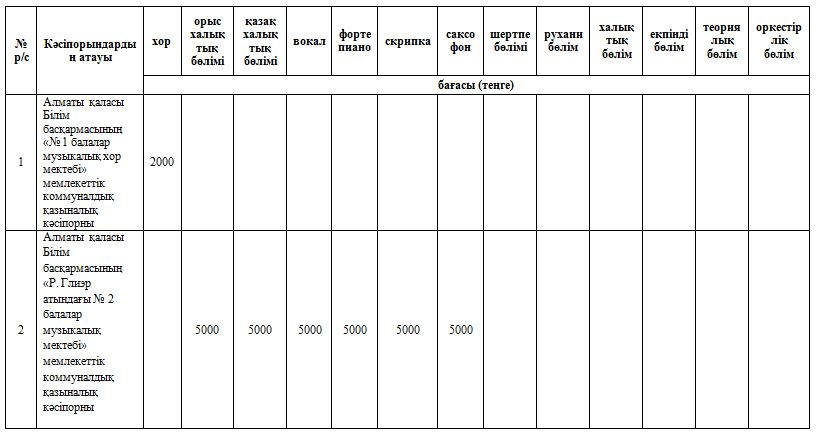 №
р/с
Кәсіпорындарды
ң атауы
хор
орыс
халық
тық
бөлімі
қазақ
халық
тық
бөлімі
вокал
форте
пиано
скрипка
саксо
фон
шертпе
бөлімі
рухани
бөлім
халық
тық
бөлім
екпінді
бөлім
теория
лық
бөлім
оркестір
лік
бөлім
бағасы (теңге)
1
Алматы қаласы
Білім
басқармасының
«№ 1 балалар
музыкалық хор
мектебі»
мемлекеттік
коммуналдық
қазыналық
кәсіпорны
2000
2
Алматы қаласы
Білім
басқармасының
«Р. Глиэр
атындағы № 2
балалар
музыкалық
мектебі»
мемлекеттік
коммуналдық
қазыналық
кәсіпорны
5000
5000
5000
5000
5000
5000